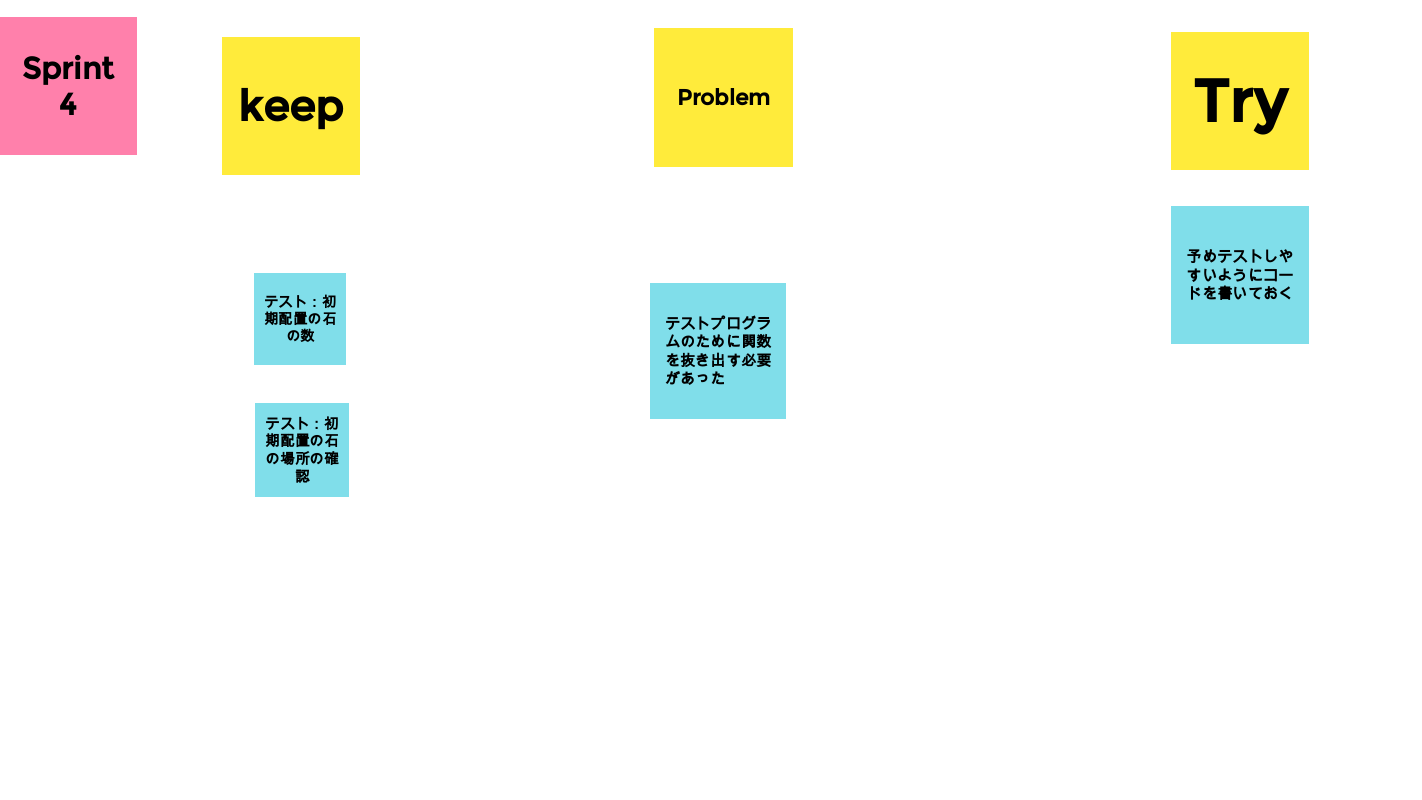 Sprint
4
keep
Problem
Try
テスト：初
期配置の石
の数
テスト：初
期配置の石
の場所の確
認
テストプログラ
ムのために関数
を抜き出す必要
があった
予めテストしや
すいようにコー
ドを書いておく